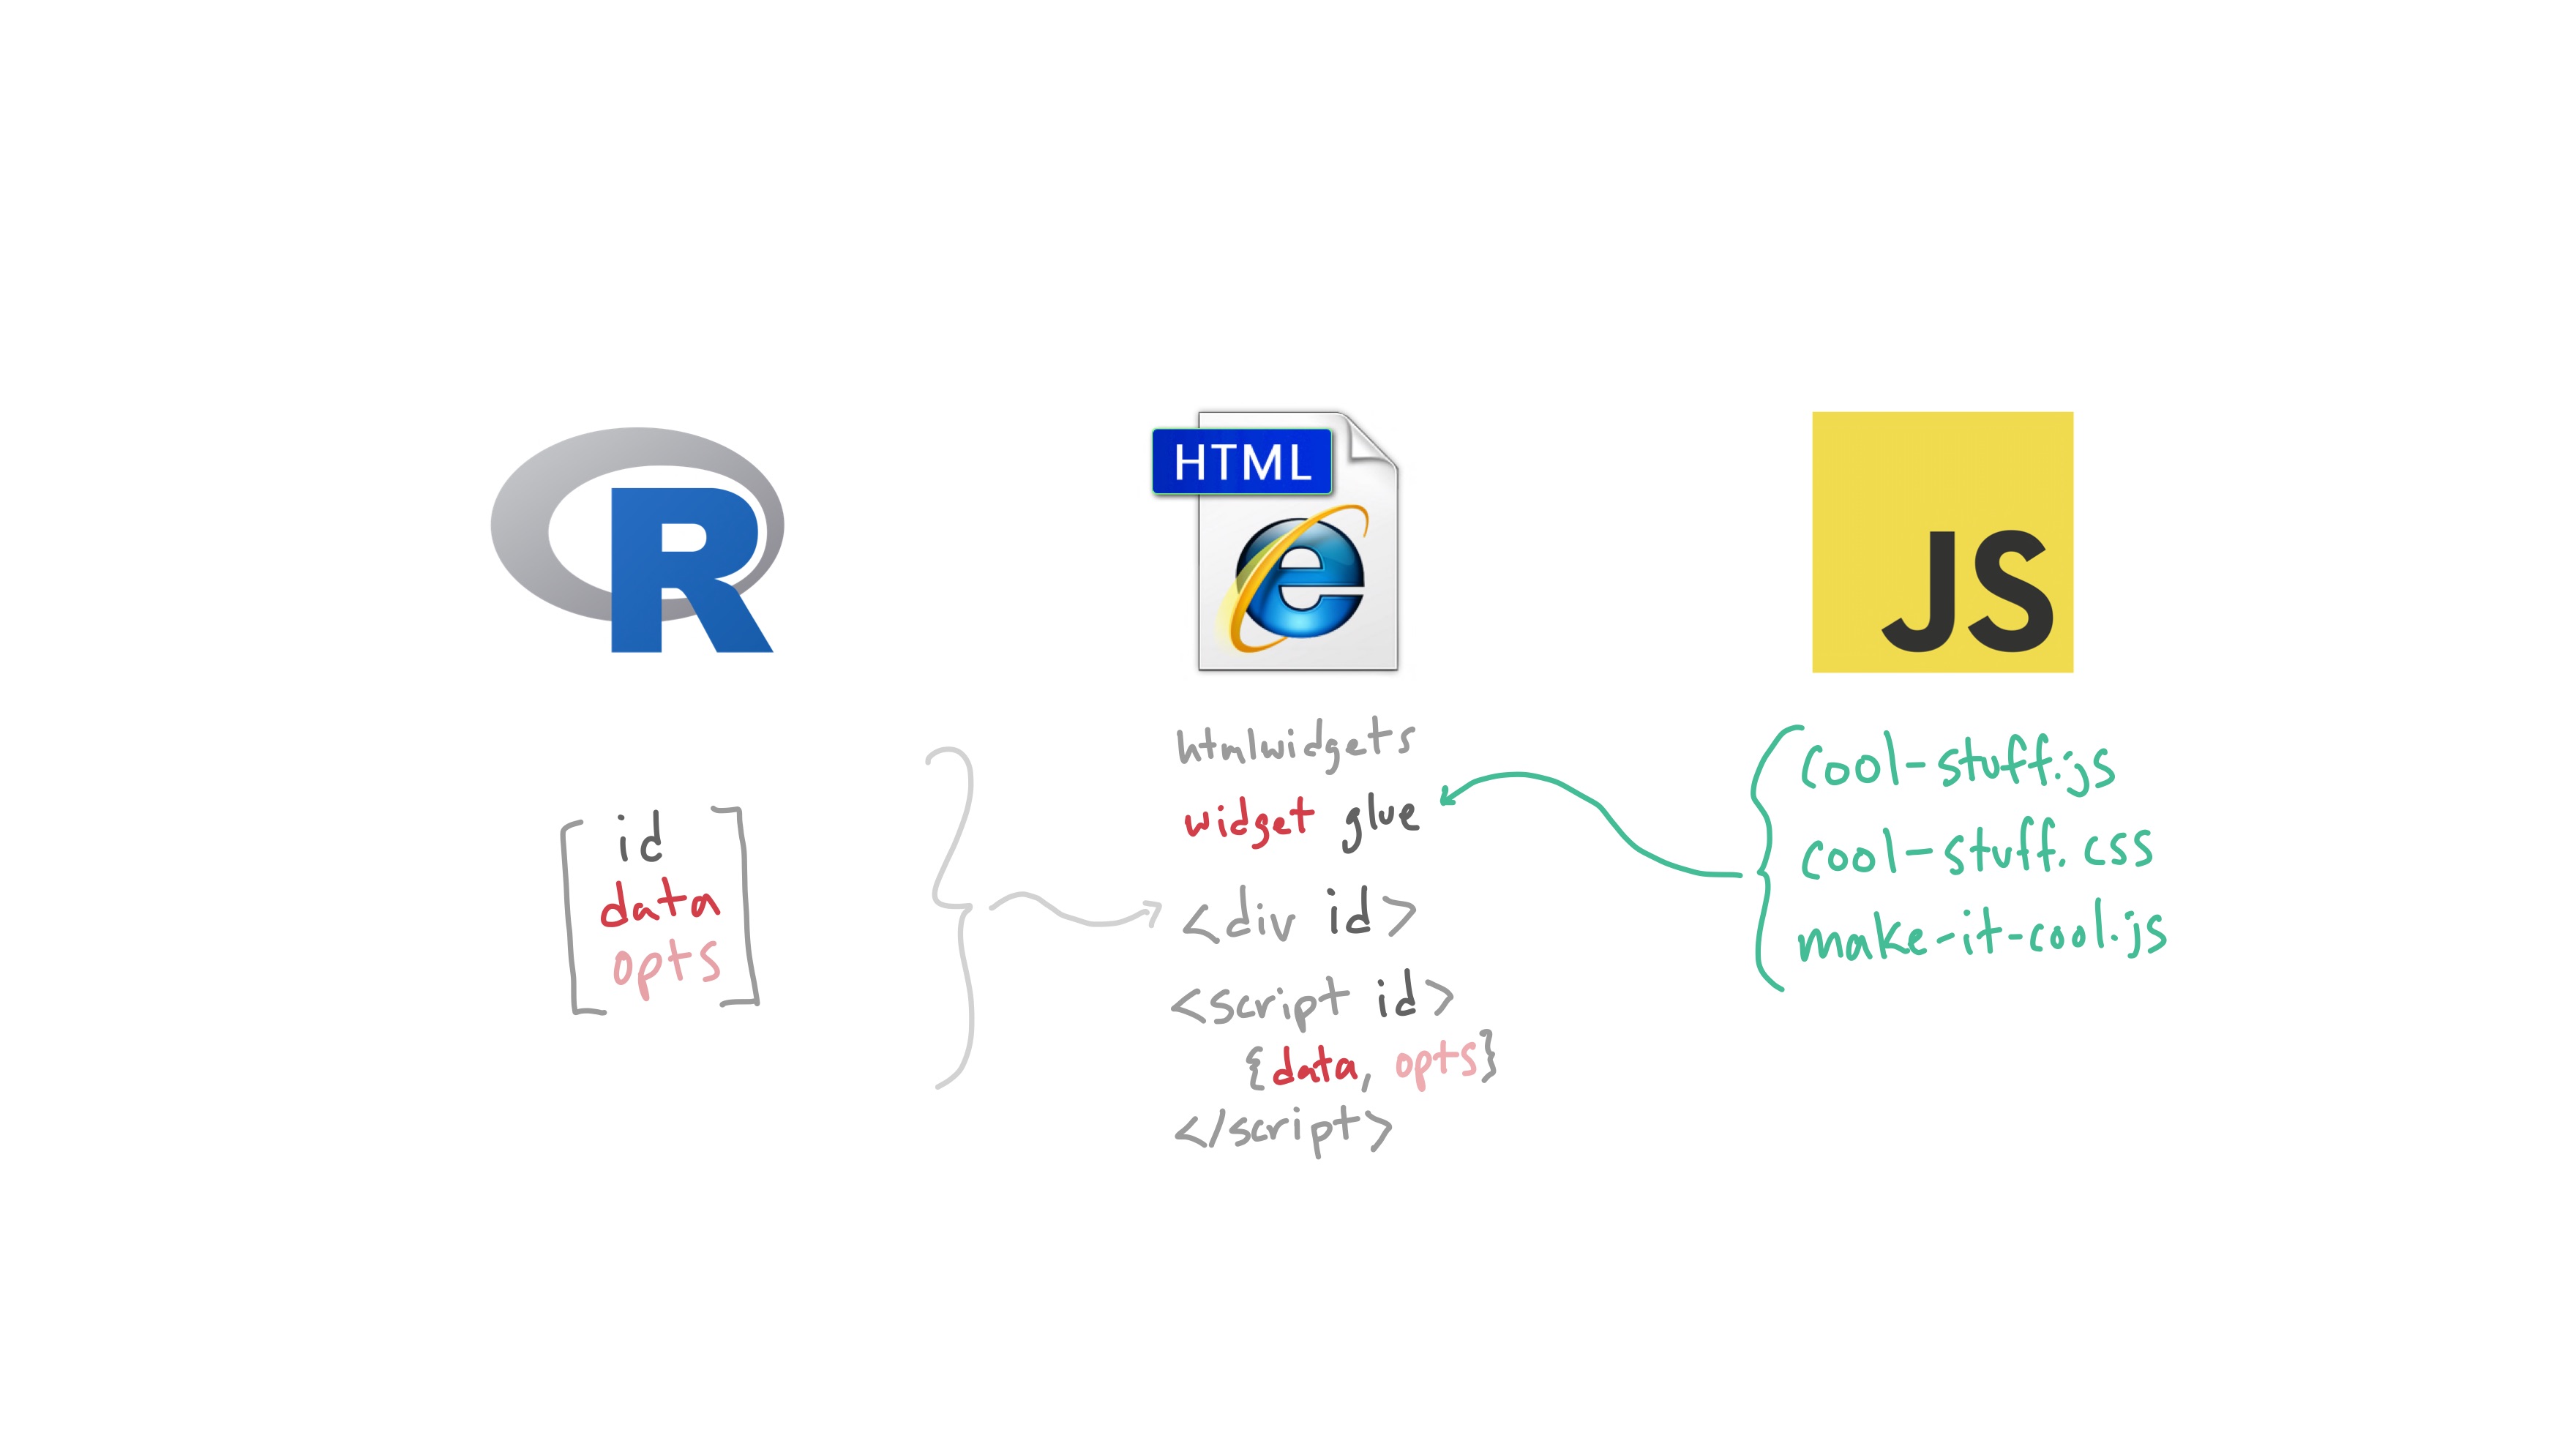 R
id
data
opts
HTML
e
htmlwidgets
widget glue
<div id>
<script id>
{data, opts}
</script>
JS
cool-stuff.js
cool-stuff.css
make-it-cool.js